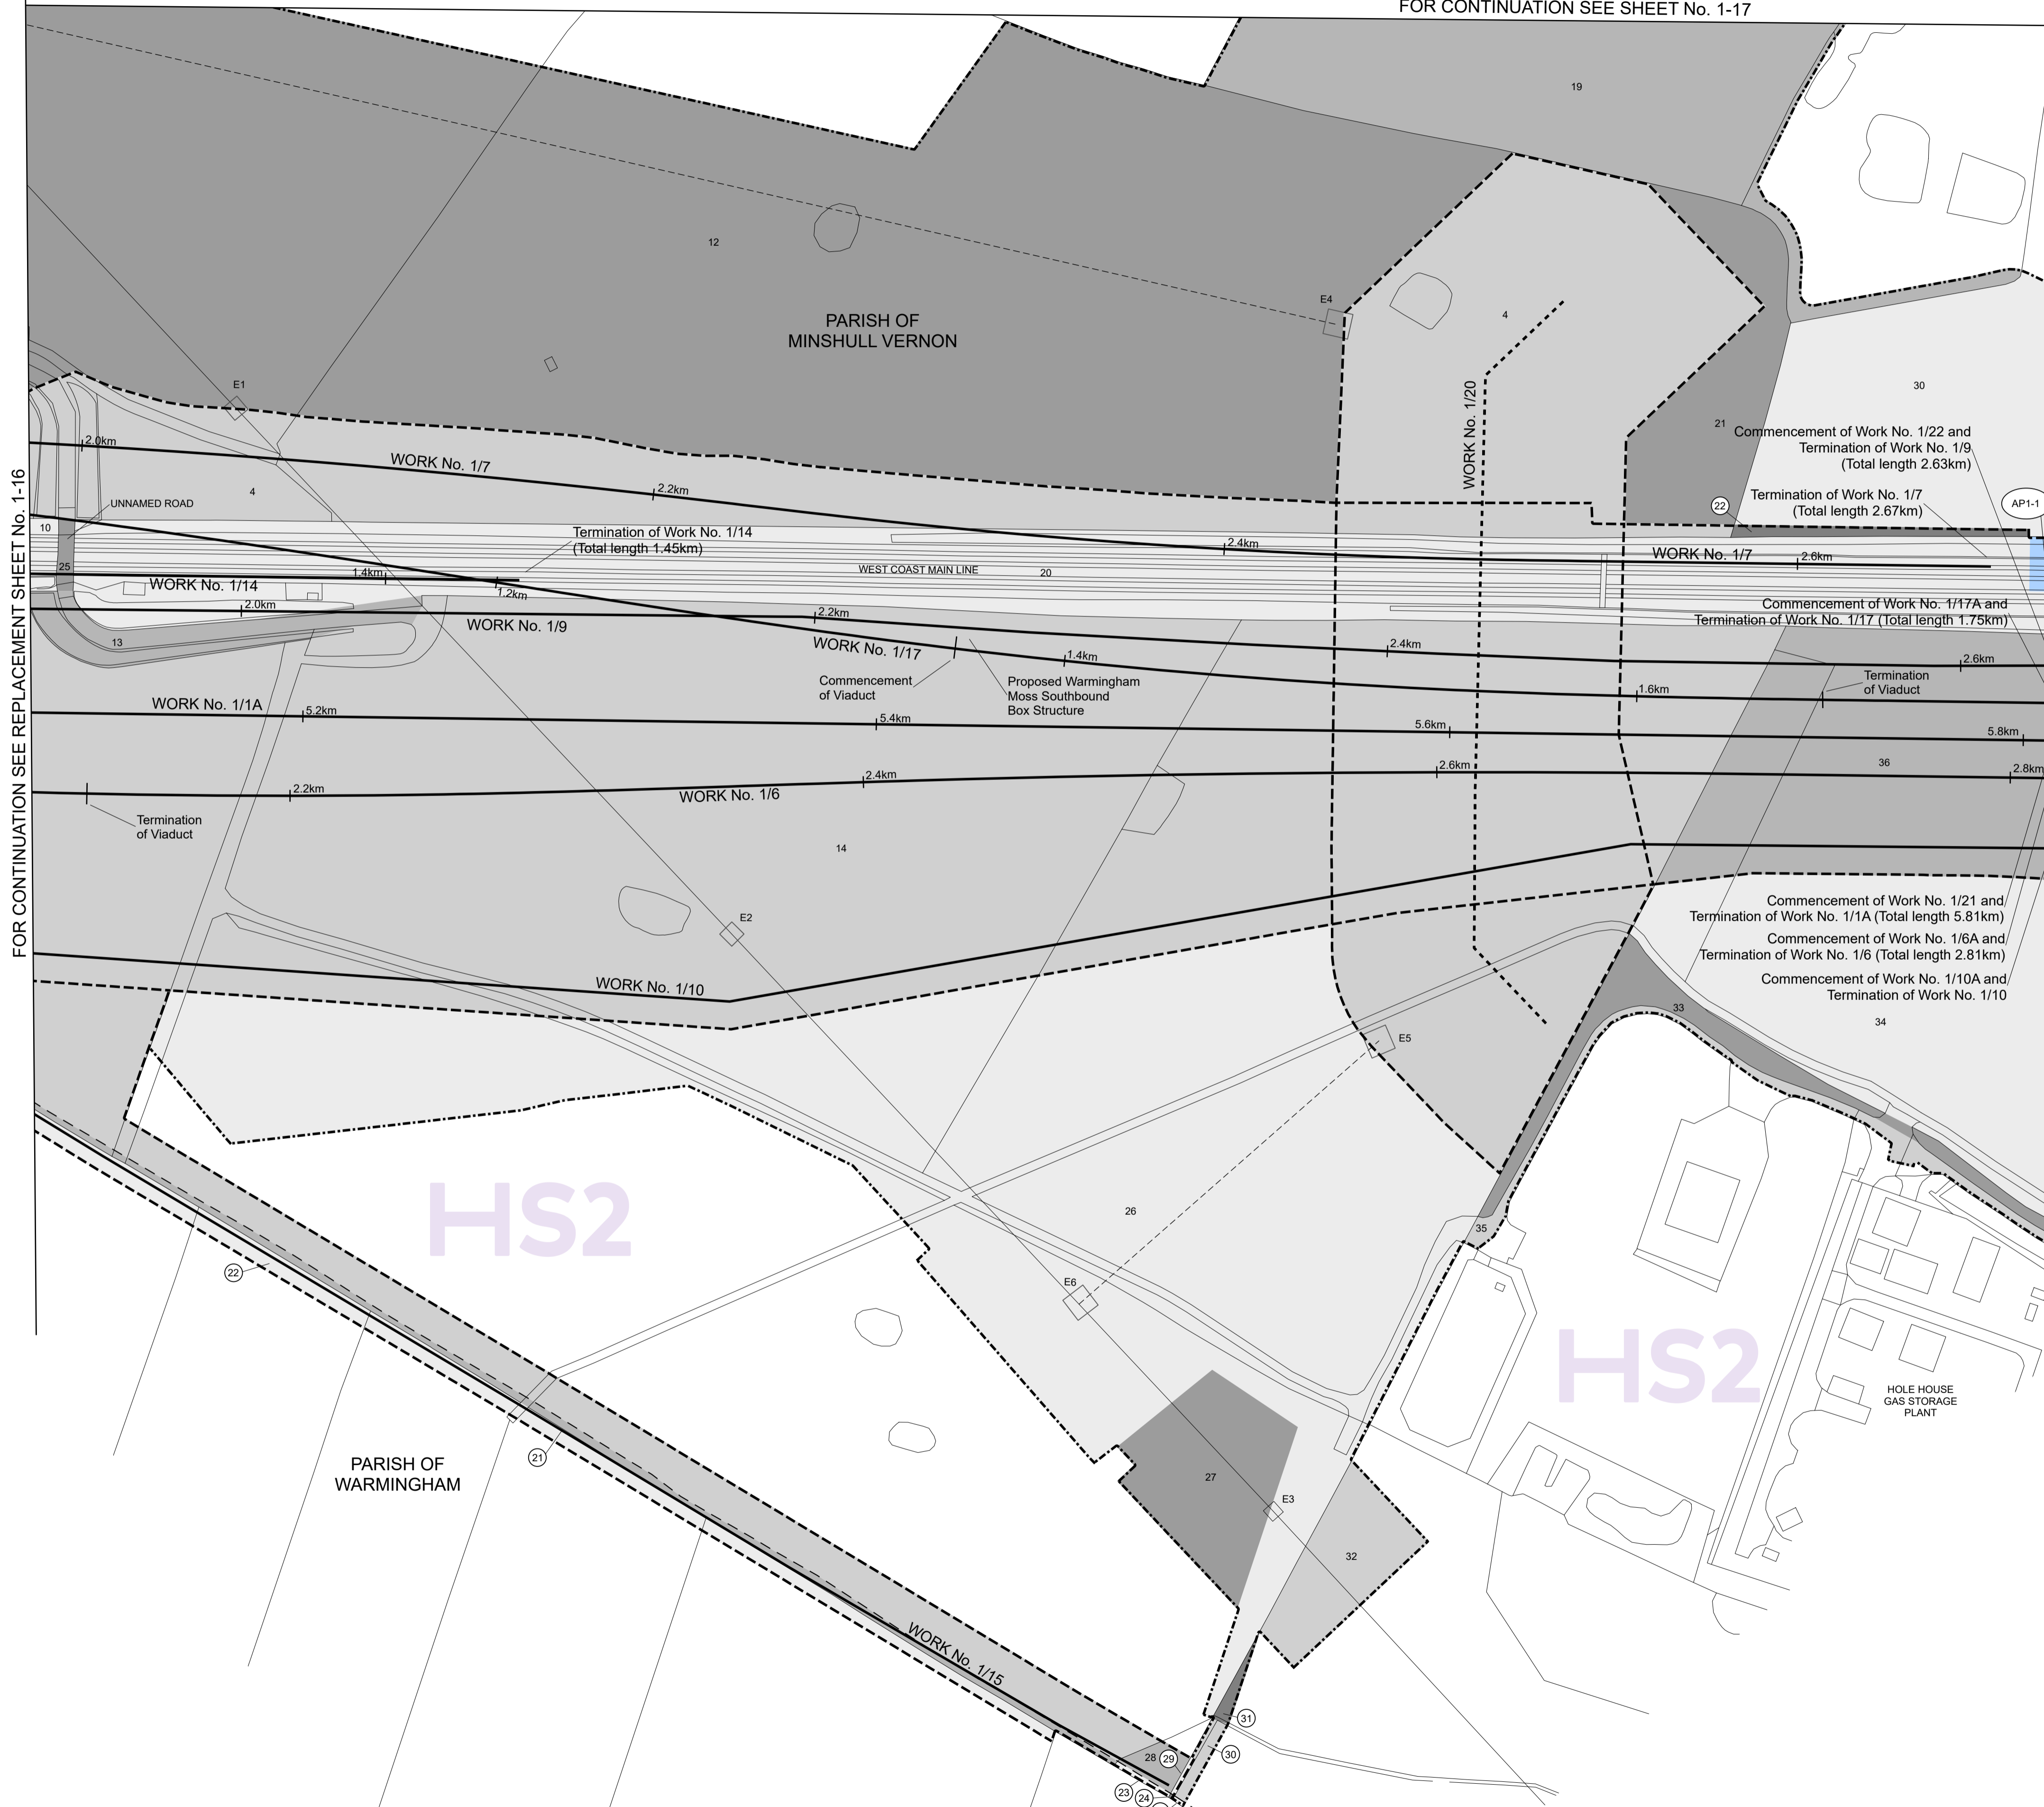 FOR CONTINUATION SEE SHEET No. 1-17
FOR CONTINUATION SEE REPLACEMENT SHEET No. 1-16
19
12
PARISH OF
MINSHULL VERNON
E4
4
E1
WORK No. 1/20
30
21
Commencement of Work No. 1/22 and
Termination of Work No. 1/9
(Total length 2.63km)
2.0km
WORK No. 1/7
4
2.2km
UNNAMED ROAD
22
Termination of Work No. 1/7
(Total length 2.67km)
AP1-1
10
Termination of Work No. 1/14
(Total length 1.45km)
2.4km
WORK No. 1/7
2.6km
25
WEST COAST MAIN LINE
20
1.4km
WORK No. 1/14
1.2km
2.0km
WORK No. 1/9
2.2km
Commencement of Work No. 1/17A and
Termination of Work No. 1/17 (Total length 1.75km)
13
WORK No. 1/17
1.4km
2.4km
2.6km
Commencement
of Viaduct
Proposed Warmingham
Moss Southbound
Box Structure
1.6km
Termination
of Viaduct
WORK No. 1/1A
5.2km
5.4km
5.6km
5.8km
36
2.2km
WORK No. 1/6
2.4km
2.6km
2.8km
Termination
of Viaduct
14
E2
Commencement of Work No. 1/21 and
Termination of Work No. 1/1A (Total length 5.81km)
Commencement of Work No. 1/6A and
Termination of Work No. 1/6 (Total length 2.81km)
Commencement of Work No. 1/10A and
Termination of Work No. 1/10
WORK No. 1/10
33
34
E5
HS2
26
35
22
E6
HS2
HOLE HOUSE
GAS STORAGE
PLANT
21
PARISH OF
WARMINGHAM
27
E3
32
WORK No. 1/15
31
28
29
30
23
24